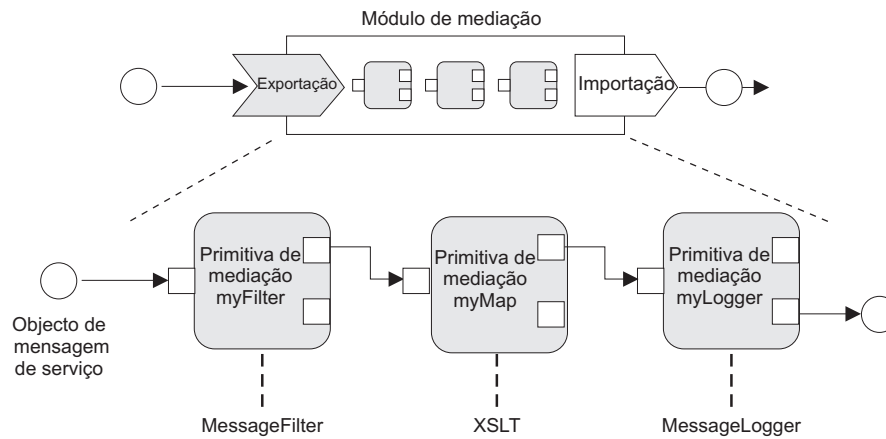 Módulo de mediação
Exportação
Importação
Primitiva de
mediação
myFilter
Primitiva de
mediação
myMap
Primitiva de
mediação
myLogger
Objecto de
mensagem
de serviço
MessageFilter
XSLT
MessageLogger